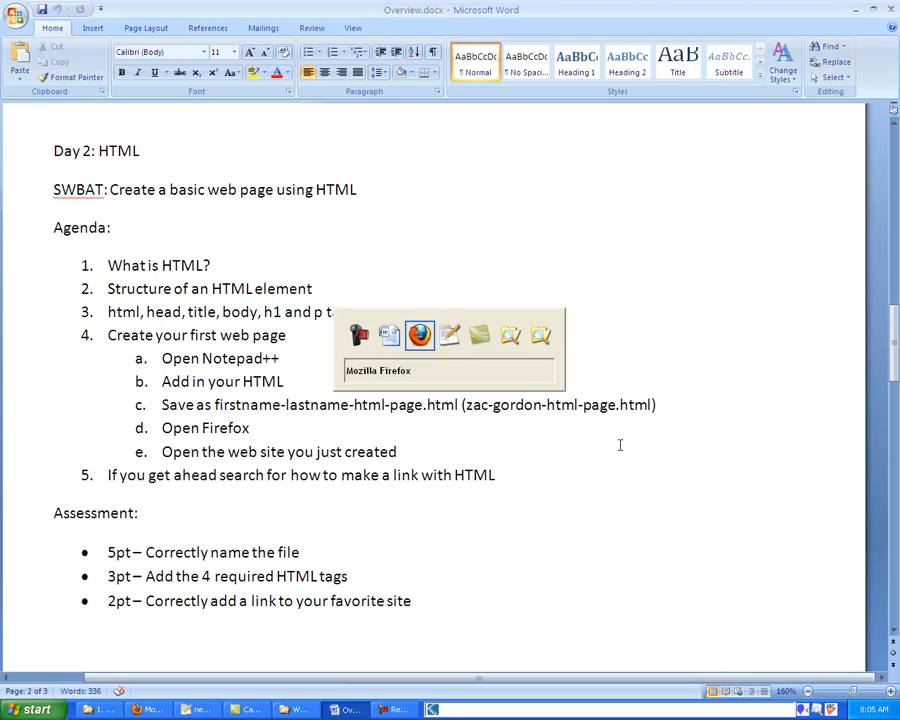 Overview.docx - Microsoft Word
Home Insert Page Layout References Mailings Review View
Paste
Cut
Copy
Format Painter
Clipboard
Calibri (Body) 11
Font
Paragraph
AaBbCcDc
¶ Normal
AaBbCcDc
¶ No Spaci...
AaBbC
Heading 1
AaBbCc
Heading 2
AaB
Title
AaBbCc.
Subtitle
Change Styles
Styles
Find
Replace
Select
Editing
Day 2: HTML
SWBAT: Create a basic web page using HTML
Agenda:
1. What is HTML?
2. Structure of an HTML element
3. html, head, title, body, h1 and p t
4. Create your first web page
a. Open Notepad++
b. Add in your HTML
c. Save as firstname-lastname-html-page.html (zac-gordon-html-page.html)
d. Open Firefox
e. Open the web site you just created
5. If you get ahead search for how to make a link with HTML
Mozilla Firefox
Assessment:
• 5pt – Correctly name the file
• 3pt – Add the 4 required HTML tags
• 2pt – Correctly add a link to your favorite site
Page: 2 of 3 Words: 336 160%
start 1. ... Mo... ne... Ca... W... Ov... Re... 8:05 AM